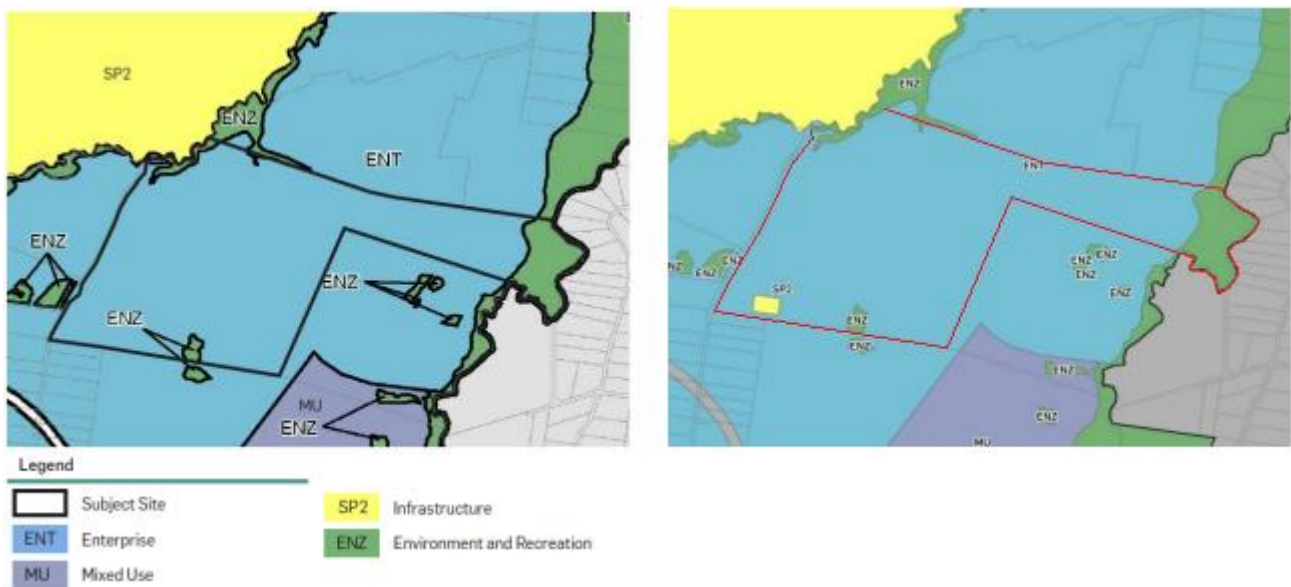 SP2
ENZ
ENT
ENZ
ENZ
ENZ
MU
ENZ
ENZ
ENT
ENZ
ENZ
ENZ
ENZ
ENZ
ENZ
ENZ
SP2
ENZ
ENZ
ENZ
ENZ
MU
Legend
Subject Site
ENT Enterprise
MU Mixed Use
SP2 Infrastructure
ENZ Environment and Recreation